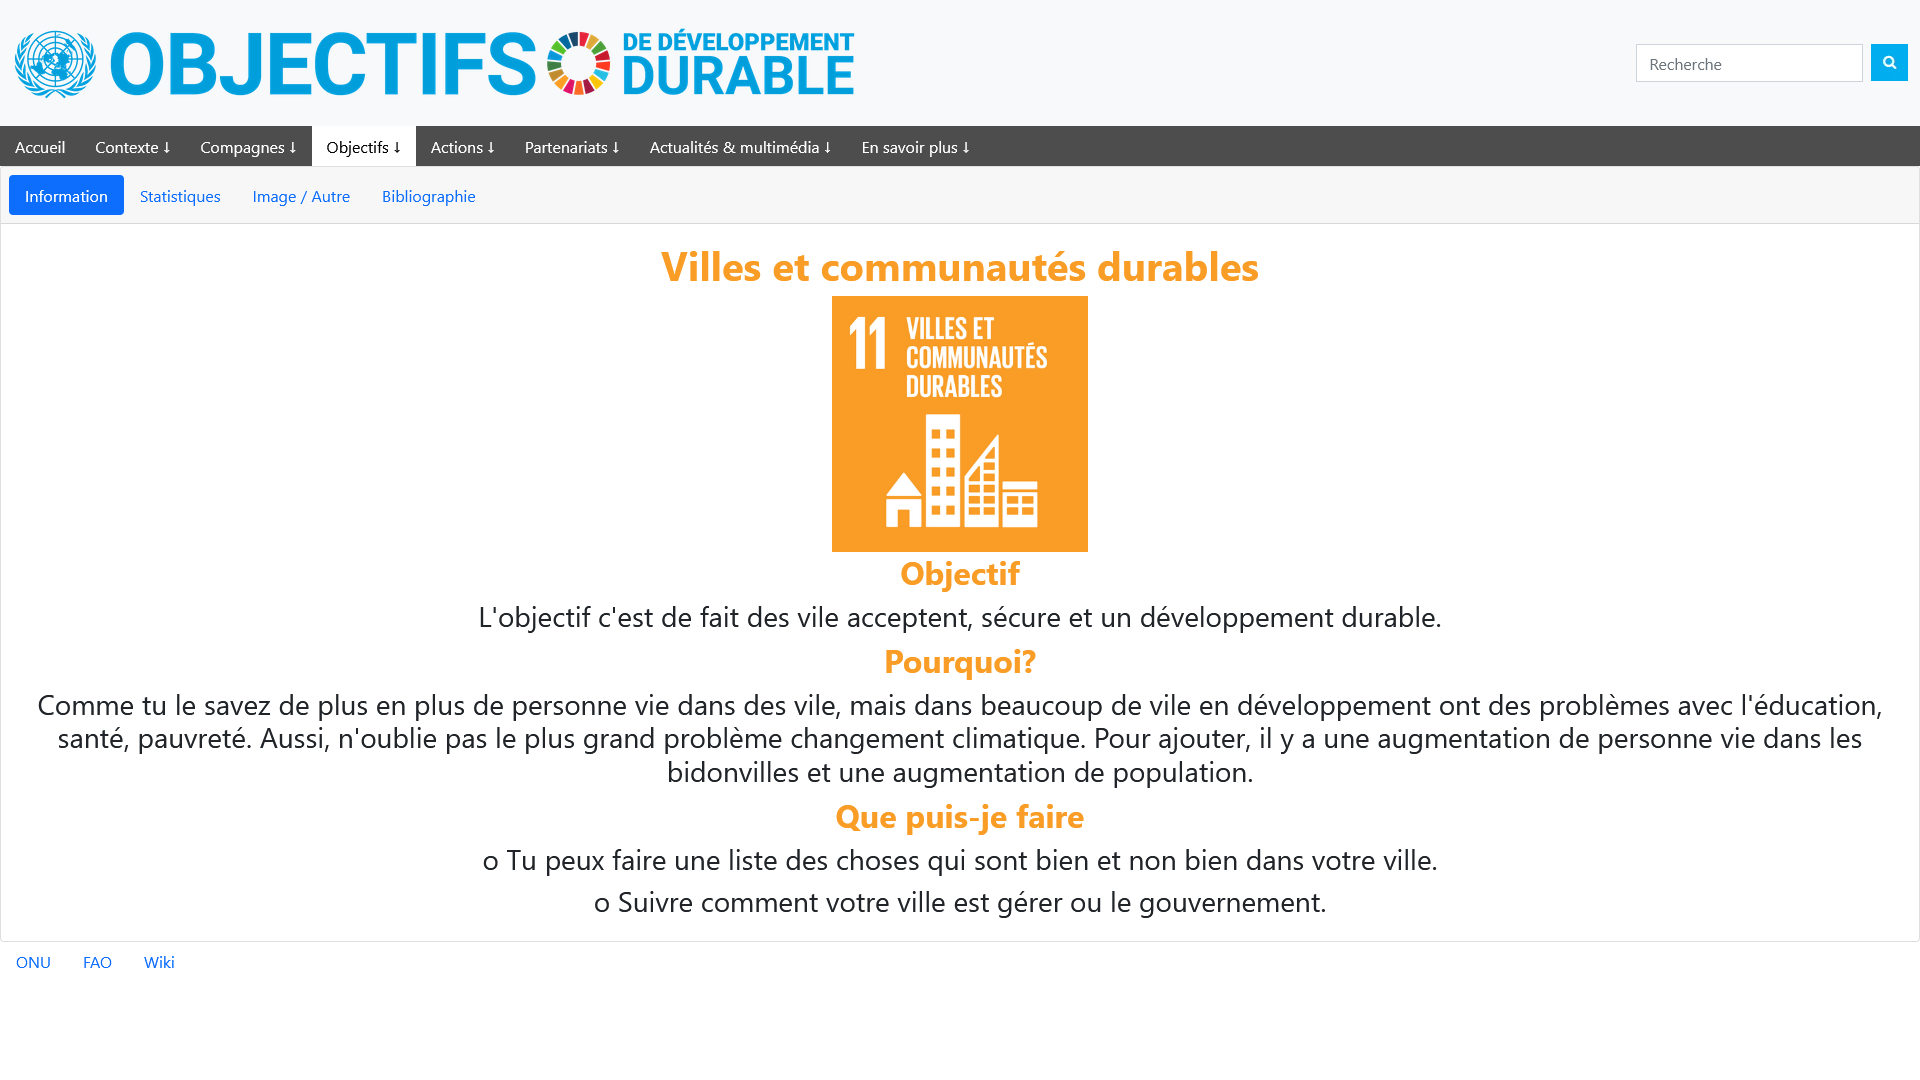 OBJECTIFS DE DÉVELOPPEMENT DURABLE
Recherche
Accueil Contexte ↓ Compagnes ↓ Objectifs ↓ Actions ↓ Partenariats ↓ Actualités & multimédia ↓ En savoir plus ↓
Information Statistiques Image / Autre Bibliographie
Villes et communautés durables
11 VILLES ET
COMMUNAUTÉS
DURABLES
Objectif
L'objectif c'est de fait des vile acceptent, sécure et un développement durable.
Pourquoi?
Comme tu le savez de plus en plus de personne vie dans des vile, mais dans beaucoup de vile en développement ont des problèmes avec l'éducation,
santé, pauvreté. Aussi, n'oublie pas le plus grand problème changement climatique. Pour ajouter, il y a une augmentation de personne vie dans les
bidonvilles et une augmentation de population.
Que puis-je faire
o Tu peux faire une liste des choses qui sont bien et non bien dans votre ville.
o Suivre comment votre ville est gérer ou le gouvernement.
ONU FAO Wiki